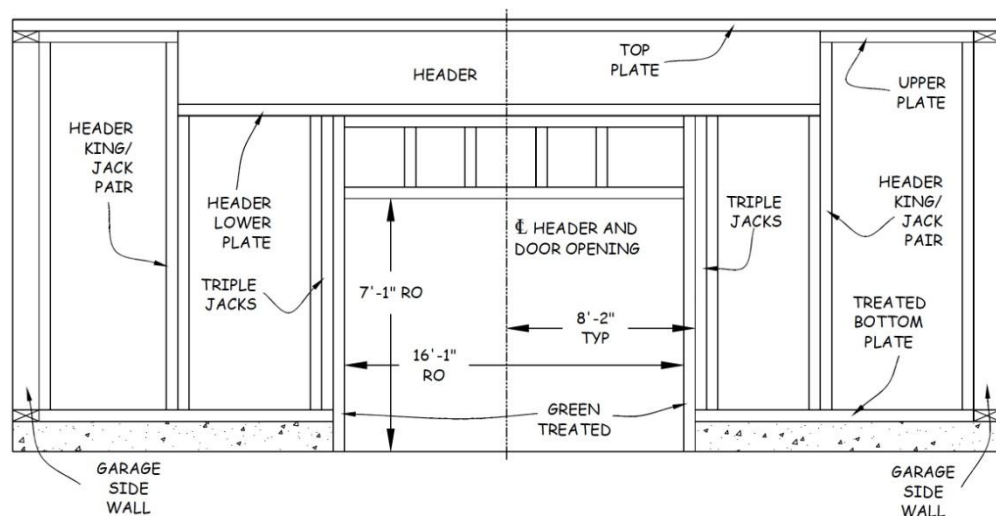 TOP
PLATE
HEADER
UPPER
PLATE
HEADER
KING/
JACK
PAIR
HEADER
LOWER
PLATE
TRIPLE
JACKS
℄ HEADER AND
DOOR OPENING
TRIPLE
JACKS
HEADER
KING/
JACK
PAIR
7'-1" RO
8'-2"
TYP
16'-1"
RO
TREATED
BOTTOM
PLATE
GREEN
TREATED
GARAGE
SIDE
WALL
GARAGE
SIDE
WALL